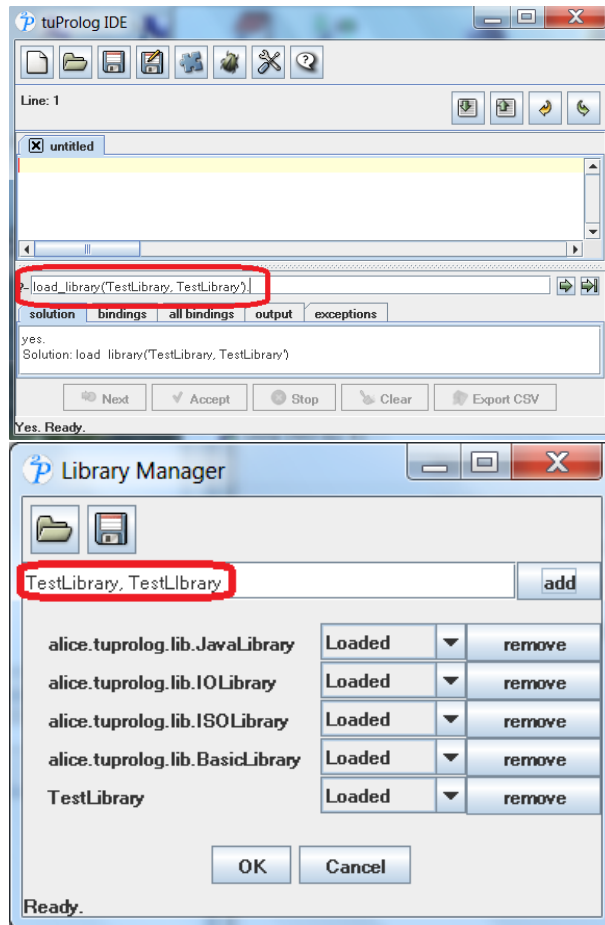 tuProlog IDE
Line: 1
untitled
?- load_library('TestLibrary, TestLibrary').
solution bindings all bindings output exceptions
yes.
Solution: load_library('TestLibrary, TestLibrary')
Next Accept Stop Clear Export CSV
Yes. Ready.
Library Manager
TestLibrary, TestLIbrary add
alice.tuprolog.lib.JavaLibrary Loaded remove
alice.tuprolog.lib.IOLibrary Loaded remove
alice.tuprolog.lib.ISOLibrary Loaded remove
alice.tuprolog.lib.BasicLibrary Loaded remove
TestLibrary Loaded remove
OK Cancel
Ready.